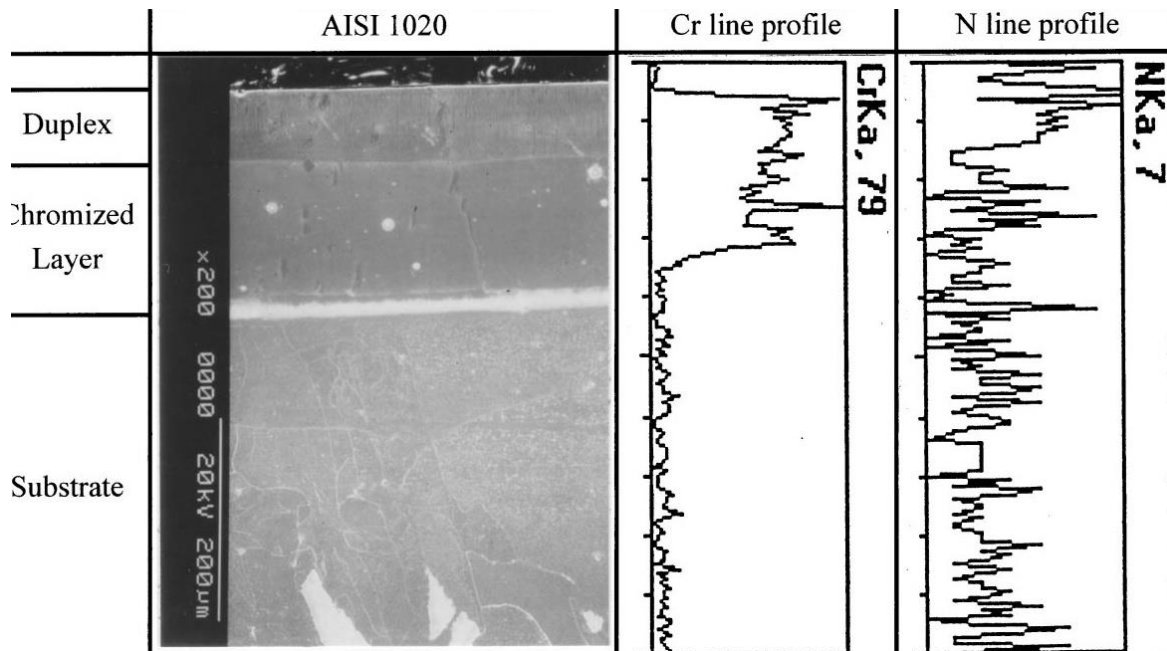 AISI 1020
Cr line profile
N line profile
Duplex
Chromized
Layer
Substrate
×200 0000 20kV 200μm
CrKa, 79
NKa, 7